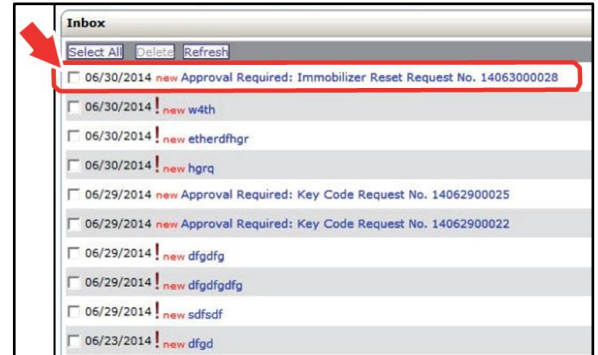 Inbox
Select All Delete Refresh
06/30/2014 new Approval Required: Immobilizer Reset Request No. 14063000028
06/30/2014 ! new w4th
06/30/2014 ! new etherdfhgr
06/30/2014 ! new hgrq
06/29/2014 new Approval Required: Key Code Request No. 14062900025
06/29/2014 new Approval Required: Key Code Request No. 14062900022
06/29/2014 ! new dfgdfg
06/29/2014 ! new dfgdfgdfg
06/29/2014 ! new sdfsdf
06/23/2014 ! new dfgd